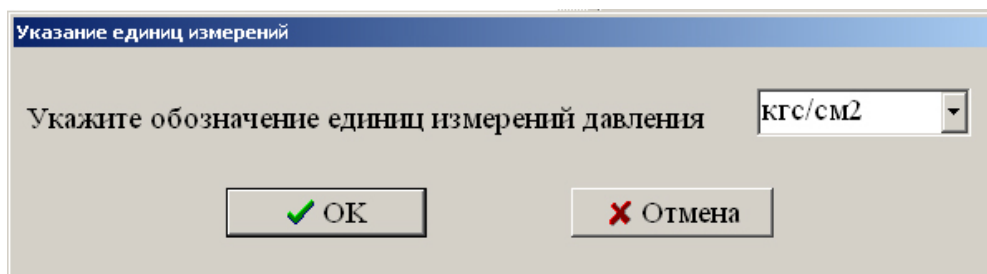 Указание единиц измерений
Укажите обозначение единиц измерений давления кгс/см2
OK Отмена